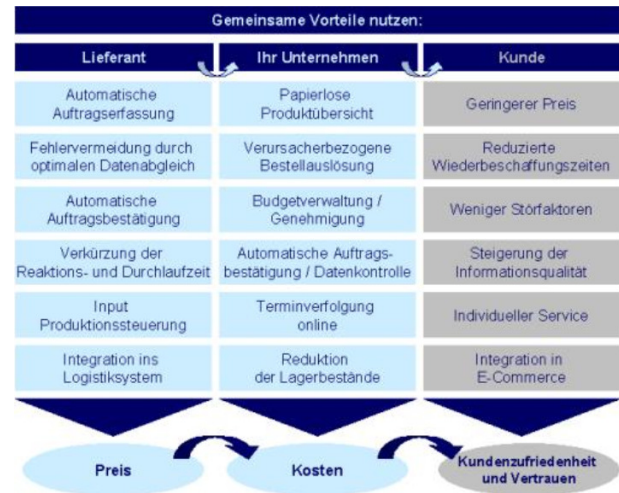 Gemeinsame Vorteile nutzen:
Lieferant
Ihr Unternehmen
Kunde
Automatische
Auftragserfassung
Papierlose
Produktübersicht
Geringerer Preis
Fehlervermeidung durch
optimalen Datenabgleich
Verursacherbezogene
Bestellauslösung
Reduzierte
Wiederbeschaffungszeiten
Automatische
Auftragsbestätigung
Budgetverwaltung /
Genehmigung
Weniger Störfaktoren
Verkürzung der
Reaktions- und Durchlaufzeit
Automatische Auftrags-
bestätigung / Datenkontrolle
Steigerung der
Informationsqualität
Input
Produktionssteuerung
Terminverfolgung
online
Individueller Service
Integration ins
Logistiksystem
Reduktion
der Lagerbestände
Integration in
E-Commerce
Preis
Kosten
Kundenzufriedenheit
und Vertrauen